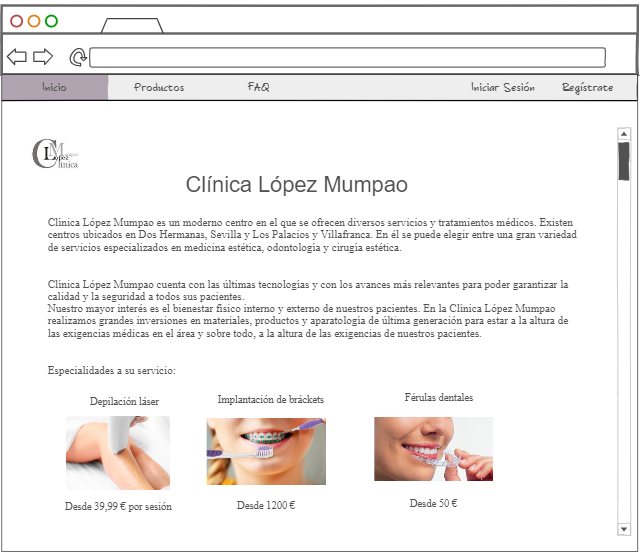 Inicio Productos FAQ Iniciar Sesión Regístrate
CLM López
Clínica
Clínica López Mumpao
Clínica López Mumpao es un moderno centro en el que se ofrecen diversos servicios y tratamientos médicos. Existen
centros ubicados en Dos Hermanas, Sevilla y Los Palacios y Villafranca. En él se puede elegir entre una gran variedad
de servicios especializados en medicina estética, odontología y cirugía estética.
Clínica López Mumpao cuenta con las últimas tecnologías y con los avances más relevantes para poder garantizar la
calidad y la seguridad a todos sus pacientes.
Nuestro mayor interés es el bienestar físico interno y externo de nuestros pacientes. En la Clínica López Mumpao
realizamos grandes inversiones en materiales, productos y aparatología de última generación para estar a la altura de
las exigencias médicas en el área y sobre todo, a la altura de las exigencias de nuestros pacientes.
Especialidades a su servicio:
Depilación láser Implantación de bráckets Férulas dentales
Desde 39,99 € por sesión Desde 1200 € Desde 50 €